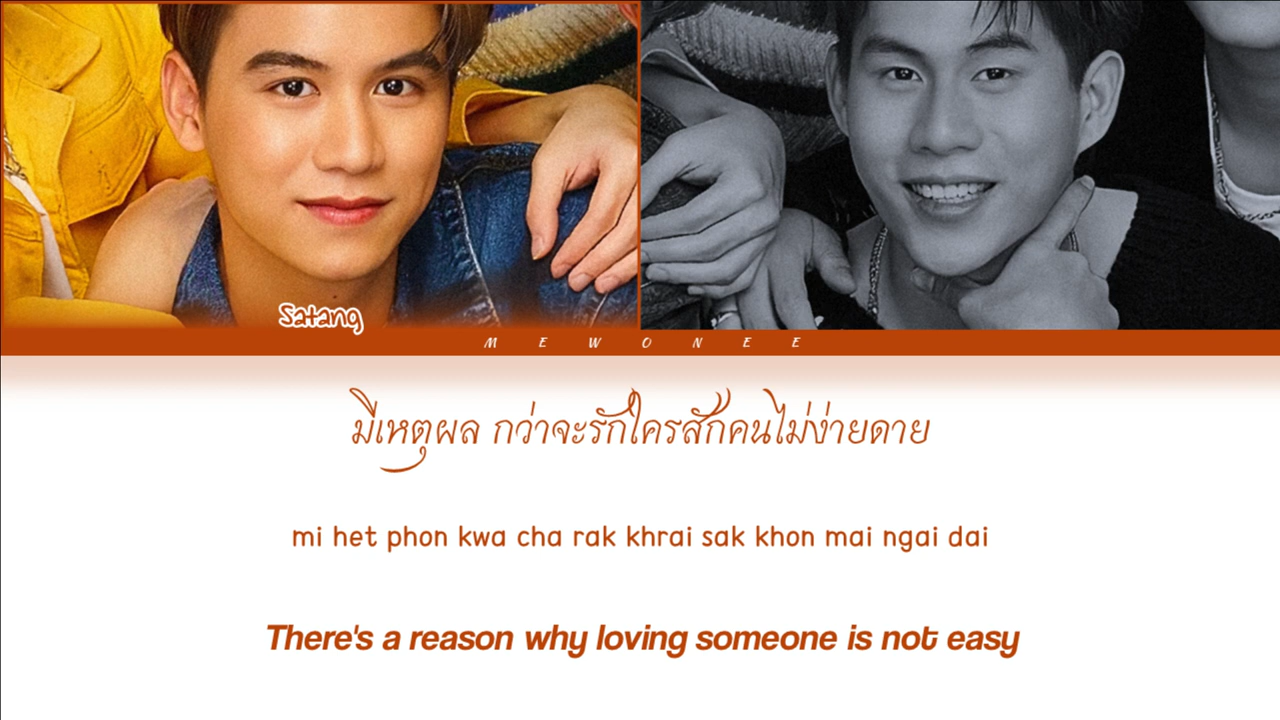 Satang
MEWONEE
มีเหตุผล กว่าจะรักใครสักคนไม่ง่ายดาย
mi het phon kwa cha rak khrai sak khon mai ngai dai
There's a reason why loving someone is not easy